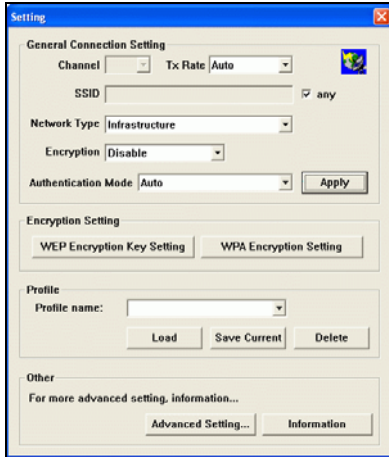 Setting
General Connection Setting
Channel Tx Rate Auto
SSID any
Network Type Infrastructure
Encryption Disable
Authentication Mode Auto Apply
Encryption Setting
WEP Encryption Key Setting WPA Encryption Setting
Profile
Profile name:
Load Save Current Delete
Other
For more advanced setting, information...
Advanced Setting... Information